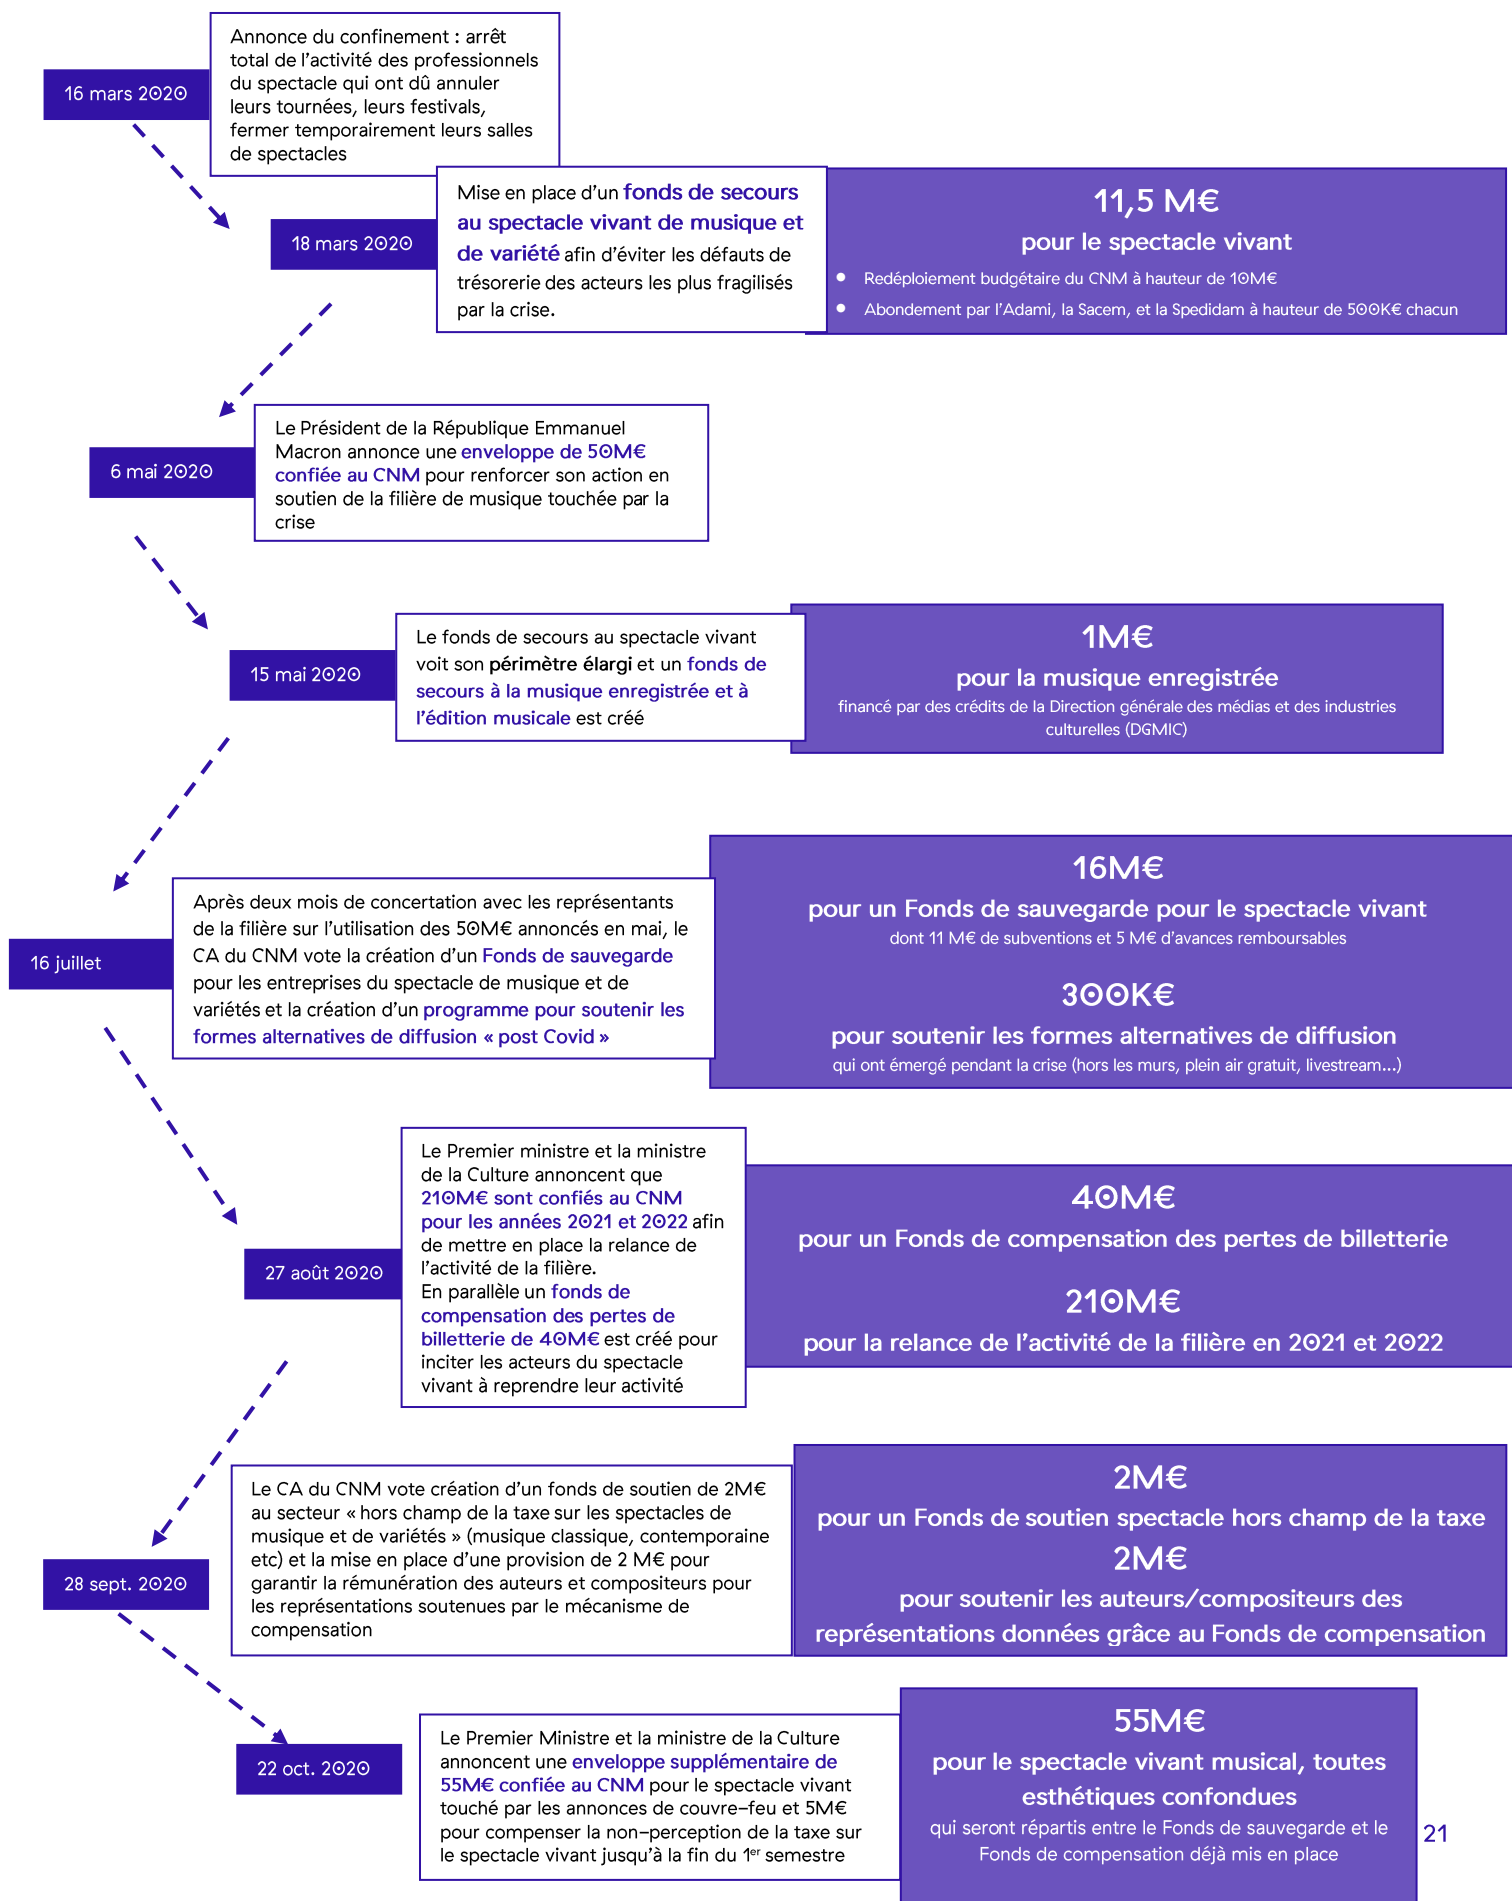 16 mars 2020
Annonce du confinement : arrêt
total de l'activité des professionnels
du spectacle qui ont dû annuler
leurs tournées, leurs festivals,
fermer temporairement leurs salles
de spectacles
18 mars 2020
Mise en place d'un fonds de secours
au spectacle vivant de musique et
de variété afin d'éviter les défauts de
trésorerie des acteurs les plus fragilisés
par la crise.
11,5 M€
pour le spectacle vivant
• Redéploiement budgétaire du CNM à hauteur de 10M€
• Abondement par l'Adami, la Sacem, et la Spedidam à hauteur de 500K€ chacun
6 mai 2020
Le Président de la République Emmanuel
Macron annonce une enveloppe de 50M€
confiée au CNM pour renforcer son action en
soutien de la filière de musique touchée par la
crise
15 mai 2020
Le fonds de secours au spectacle vivant
voit son périmètre élargi et un fonds de
secours à la musique enregistrée et à
l'édition musicale est créé
1M€
pour la musique enregistrée
financé par des crédits de la Direction générale des médias et des industries
culturelles (DGMIC)
16 juillet
Après deux mois de concertation avec les représentants
de la filière sur l'utilisation des 50M€ annoncés en mai, le
CA du CNM vote la création d'un Fonds de sauvegarde
pour les entreprises du spectacle de musique et de
variétés et la création d'un programme pour soutenir les
formes alternatives de diffusion « post Covid »
16M€
pour un Fonds de sauvegarde pour le spectacle vivant
dont 11 M€ de subventions et 5 M€ d'avances remboursables
300K€
pour soutenir les formes alternatives de diffusion
qui ont émergé pendant la crise (hors les murs, plein air gratuit, livestream...)
27 août 2020
Le Premier ministre et la ministre
de la Culture annoncent que
210M€ sont confiés au CNM
pour les années 2021 et 2022 afin
de mettre en place la relance de
l'activité de la filière.
En parallèle un fonds de
compensation des pertes de
billetterie de 40M€ est créé pour
inciter les acteurs du spectacle
vivant à reprendre leur activité
40M€
pour un Fonds de compensation des pertes de billetterie
210M€
pour la relance de l'activité de la filière en 2021 et 2022
28 sept. 2020
Le CA du CNM vote création d'un fonds de soutien de 2M€
au secteur « hors champ de la taxe sur les spectacles de
musique et de variétés » (musique classique, contemporaine
etc) et la mise en place d'une provision de 2 M€ pour
garantir la rémunération des auteurs et compositeurs pour
les représentations soutenues par le mécanisme de
compensation
2M€
pour un Fonds de soutien spectacle hors champ de la taxe
2M€
pour soutenir les auteurs/compositeurs des
représentations données grâce au Fonds de compensation
22 oct. 2020
Le Premier Ministre et la ministre de la Culture
annoncent une enveloppe supplémentaire de
55M€ confiée au CNM pour le spectacle vivant
touché par les annonces de couvre-feu et 5M€
pour compenser la non-perception de la taxe sur
le spectacle vivant jusqu'à la fin du 1er semestre
55M€
pour le spectacle vivant musical, toutes
esthétiques confondues
qui seront répartis entre le Fonds de sauvegarde et le
Fonds de compensation déjà mis en place
21